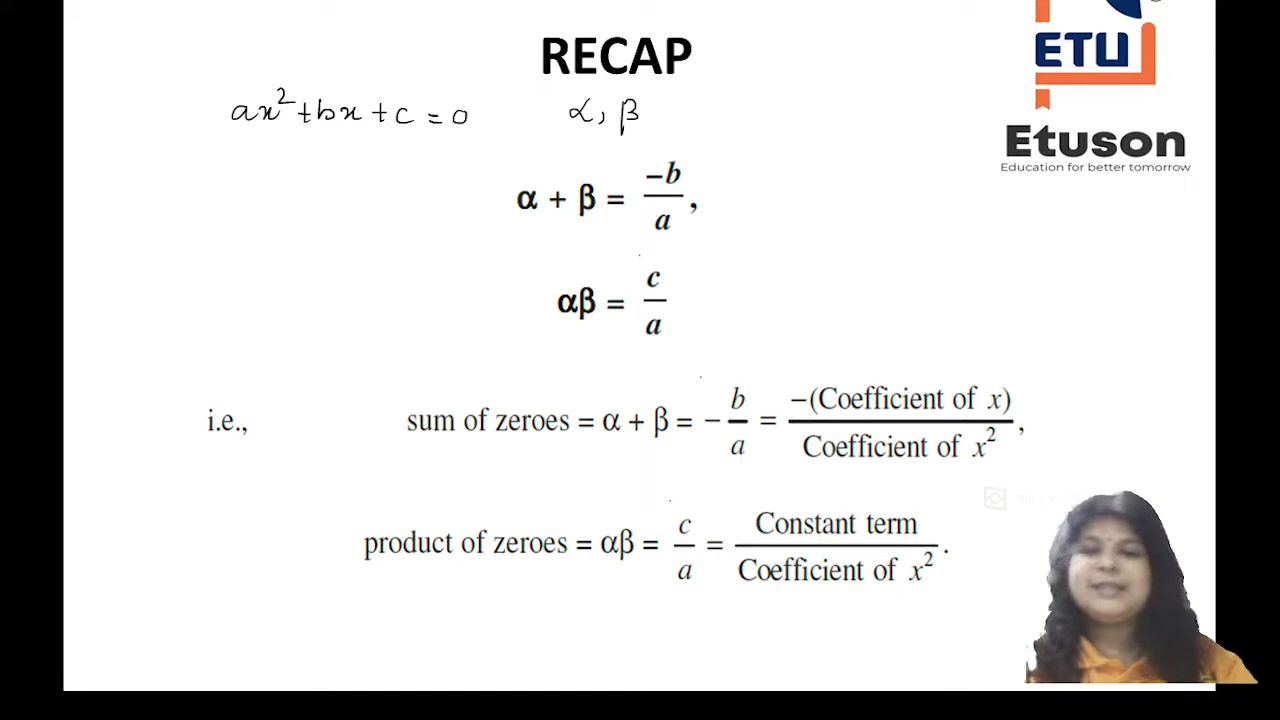 RECAP
ETU
ax²+bx+c=0 α, β
Etuson
Education for better tomorrow
α + β = −b/a,
αβ = c/a
i.e., sum of zeroes = α + β = − b/a = −(Coefficient of x)/Coefficient of x²,
product of zeroes = αβ = c/a = Constant term/Coefficient of x².